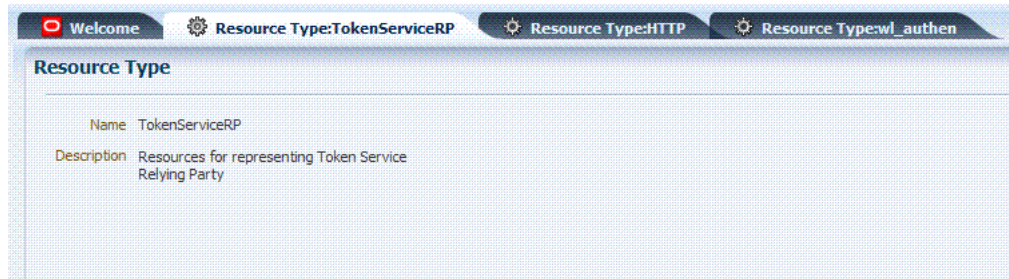 Welcome Resource Type:TokenServiceRP Resource Type:HTTP Resource Type:wl_authen
Resource Type
Name TokenServiceRP
Description Resources for representing Token Service
Relying Party